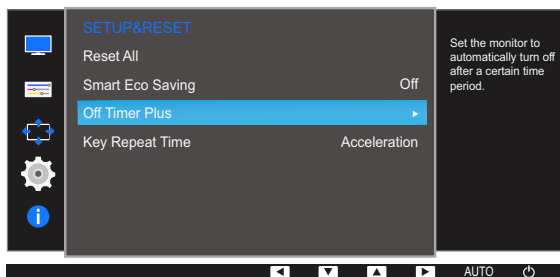 SETUP&RESET
Reset All
Smart Eco Saving Off
Off Timer Plus
Key Repeat Time Acceleration
Set the monitor to
automatically turn off
after a certain time
period.
AUTO